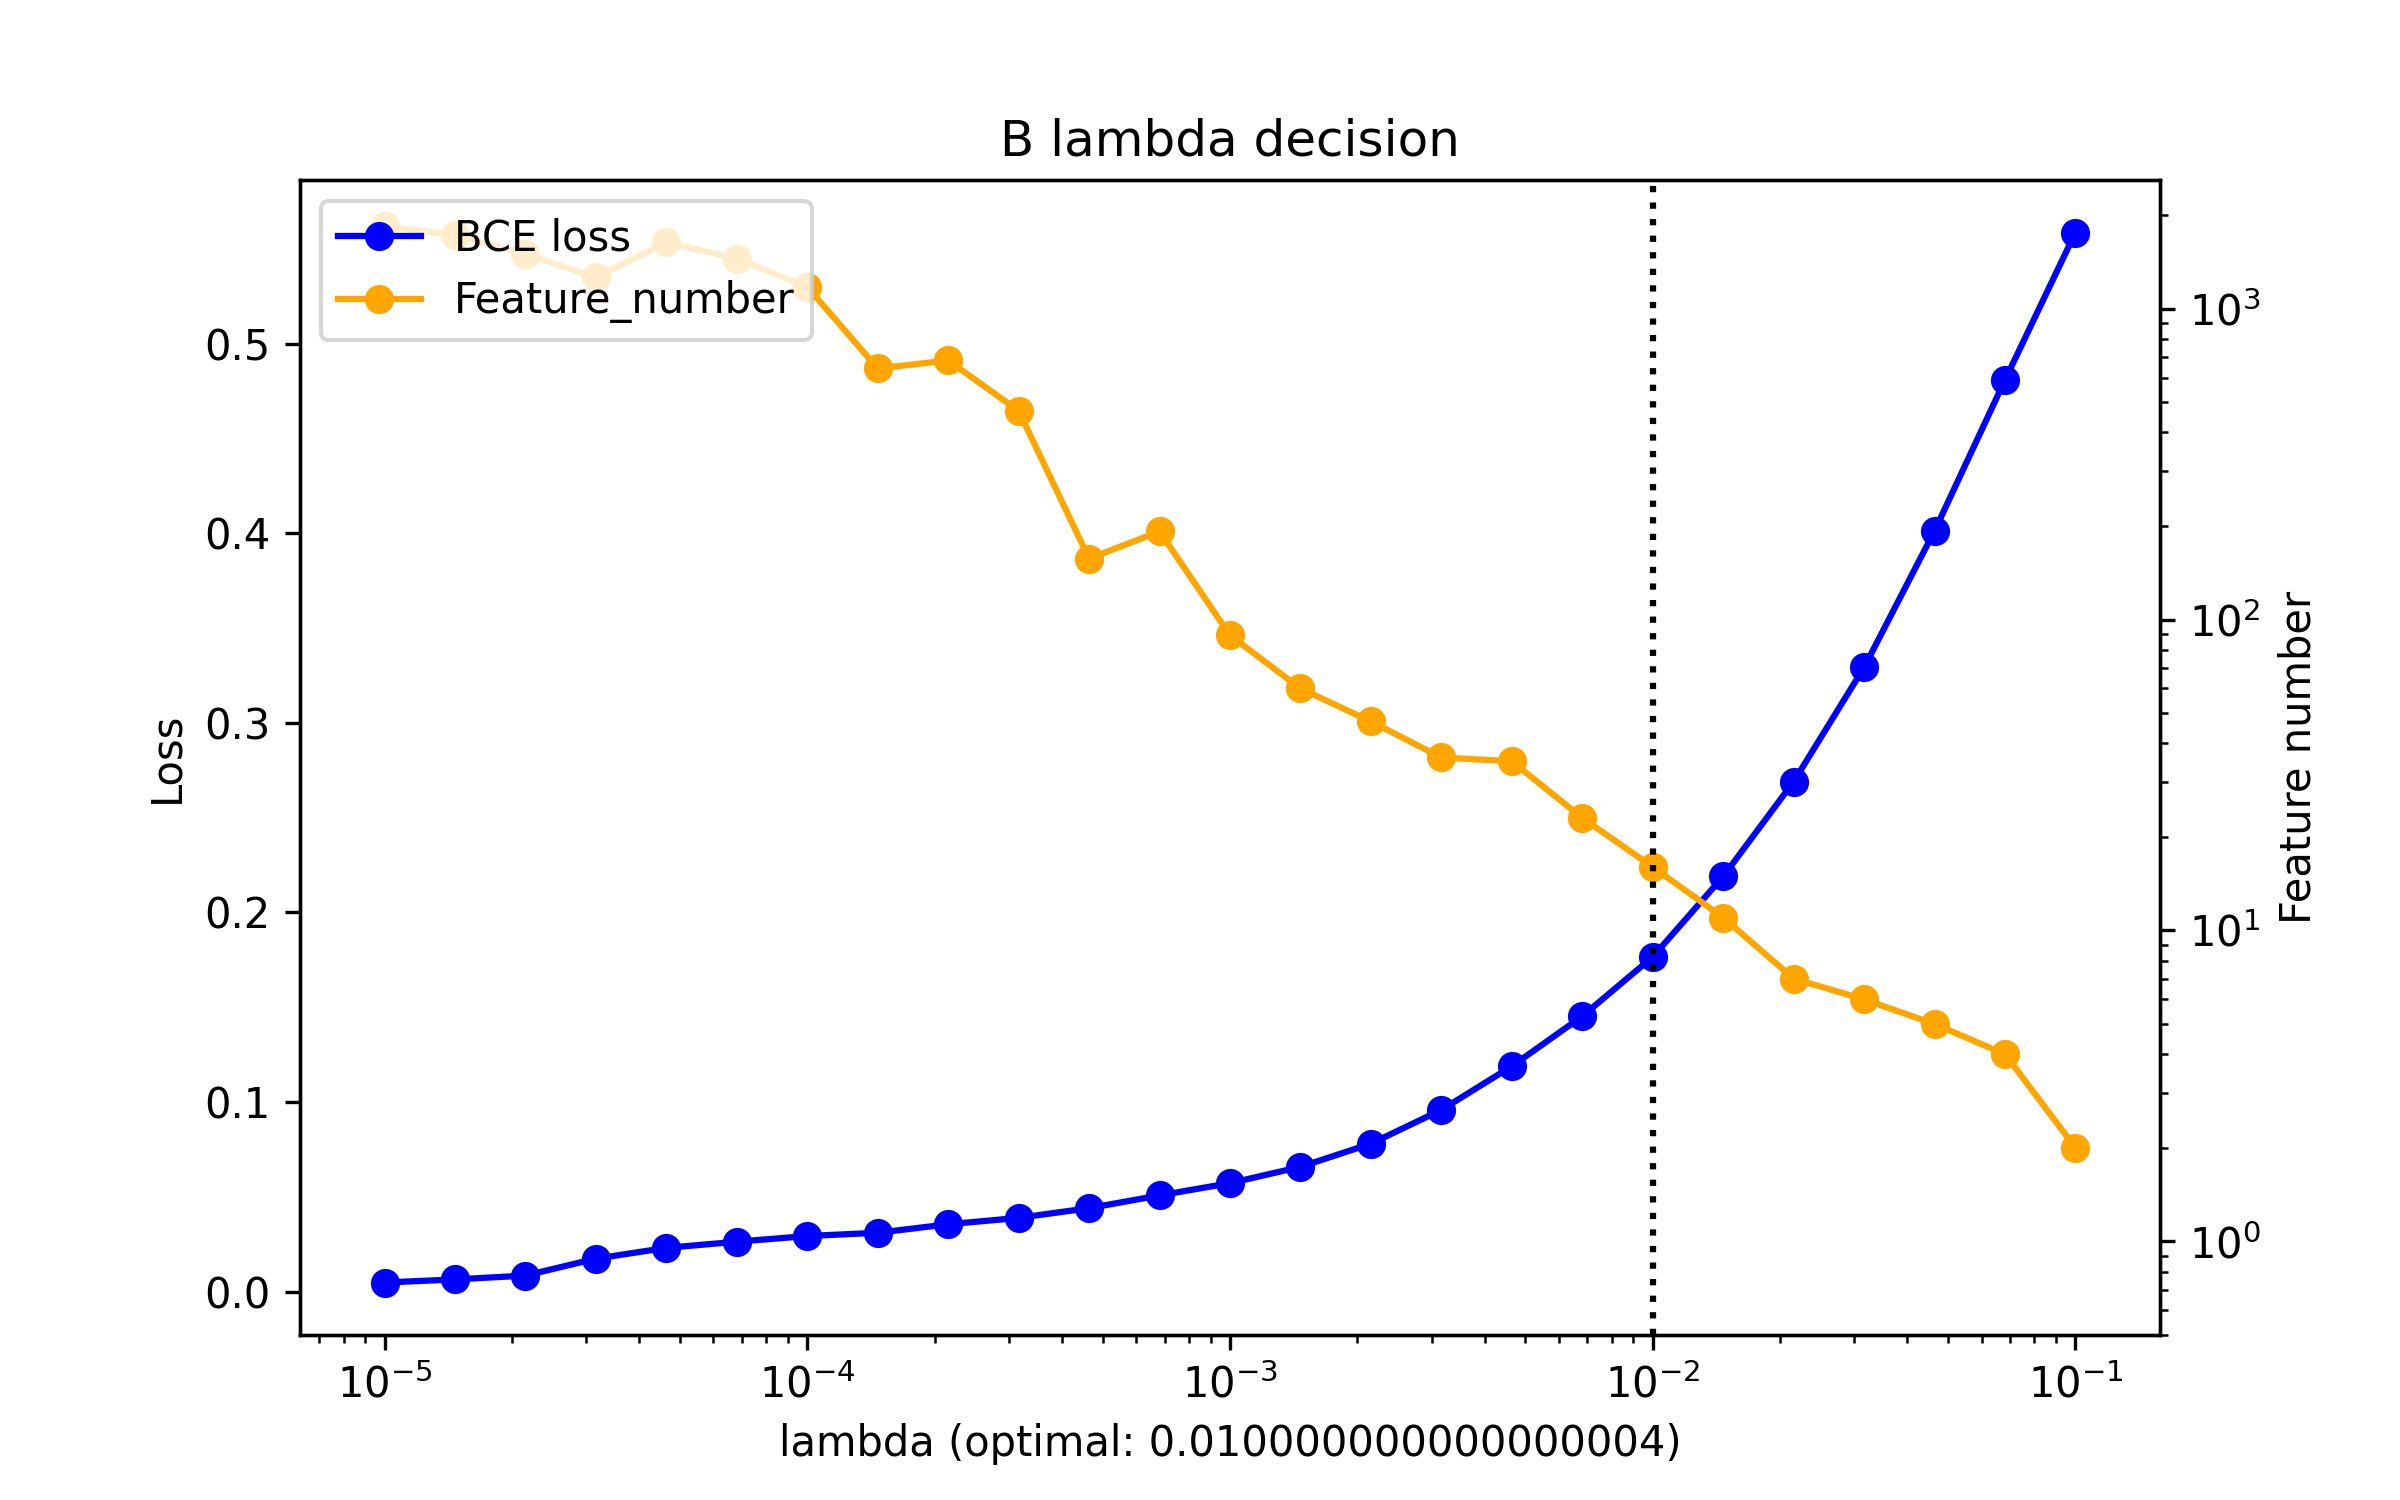 B lambda decision
BCE loss
Feature_number
Loss
0.5
0.4
0.3
0.2
0.1
0.0
10³
10²
10¹
10⁰
Feature number
10⁻⁵ 10⁻⁴ 10⁻³ 10⁻² 10⁻¹
lambda (optimal: 0.010000000000000004)